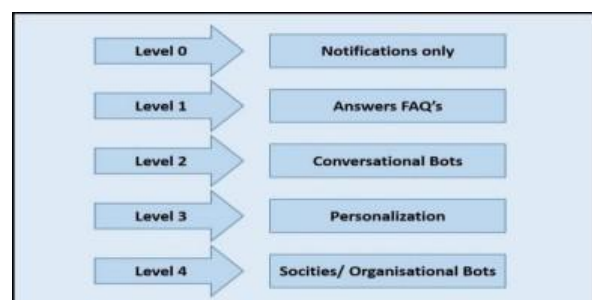 Level 0 Notifications only
Level 1 Answers FAQ's
Level 2 Conversational Bots
Level 3 Personalization
Level 4 Socities/ Organisational Bots